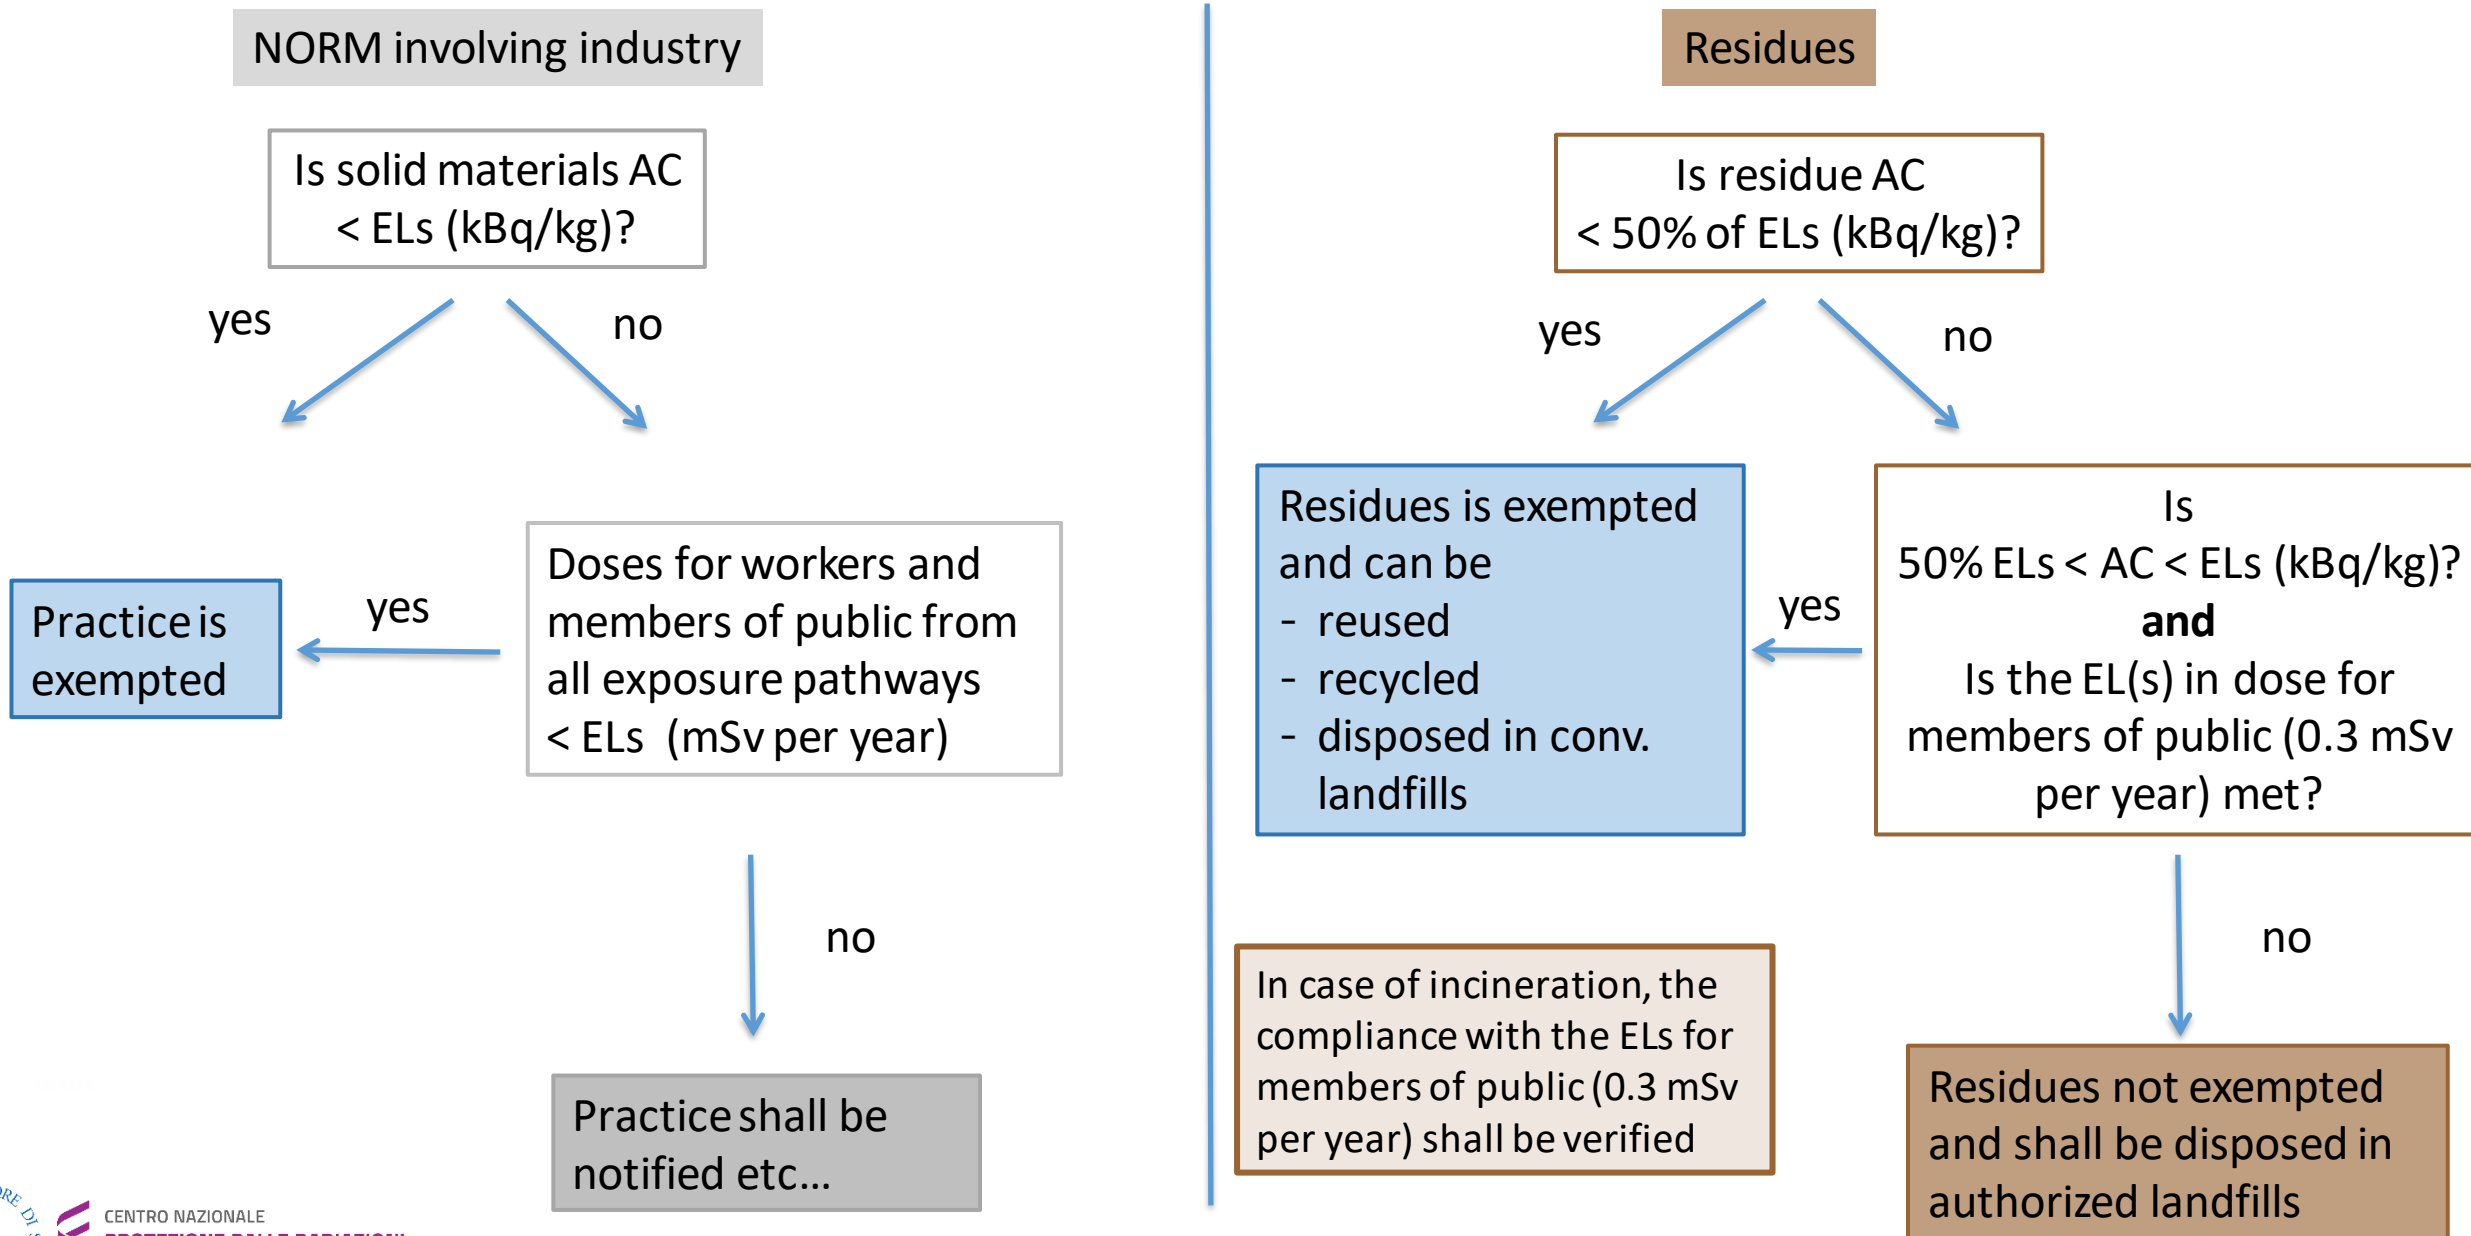 NORM involving industry
Is solid materials AC
< ELs (kBq/kg)?
yes
no
Practice is
exempted
yes
Doses for workers and
members of public from
all exposure pathways
< ELs (mSv per year)
no
Practice shall be
notified etc...
CENTRO NAZIONALE
Residues
Is residue AC
< 50% of ELs (kBq/kg)?
yes
no
Residues is exempted
and can be
- reused
- recycled
- disposed in conv.
landfills
yes
Is
50% ELs < AC < ELs (kBq/kg)?
and
Is the EL(s) in dose for
members of public (0.3 mSv
per year) met?
no
In case of incineration, the
compliance with the ELs for
members of public (0.3 mSv
per year) shall be verified
Residues not exempted
and shall be disposed in
authorized landfills